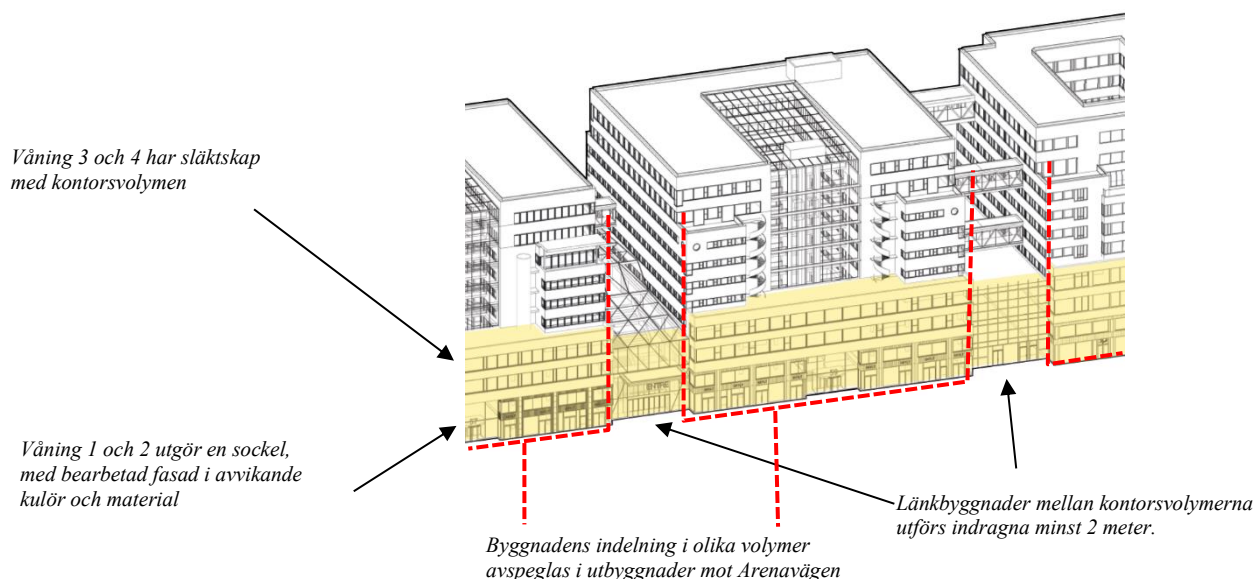 Våning 3 och 4 har släktskap
med kontorsvolymen
Våning 1 och 2 utgör en sockel,
med bearbetad fasad i avvikande
kulör och material
Byggnadens indelning i olika volymer
avspeglas i utbyggnader mot Arenavägen
Länkbyggnader mellan kontorsvolymerna
utförs indragna minst 2 meter.